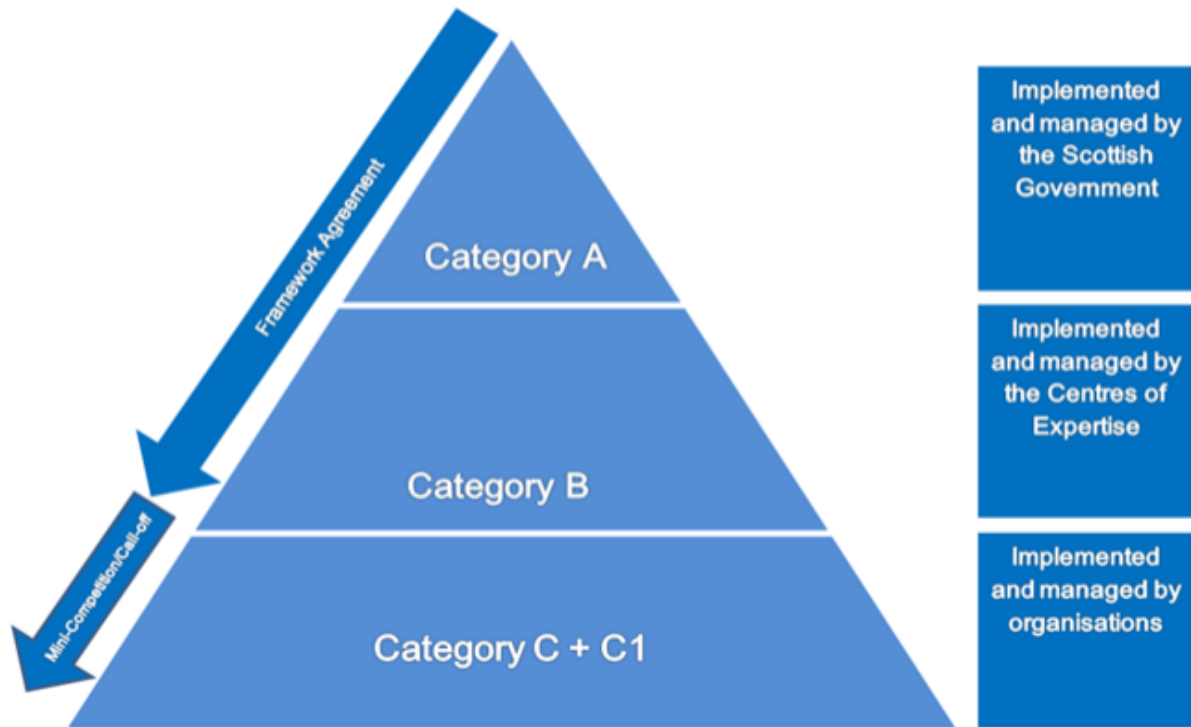 Framework Agreement
Mini-Competition/Call-off
Category A
Category B
Category C + C1
Implemented
and managed by
the Scottish
Government
Implemented
and managed by
the Centres of
Expertise
Implemented
and managed by
organisations